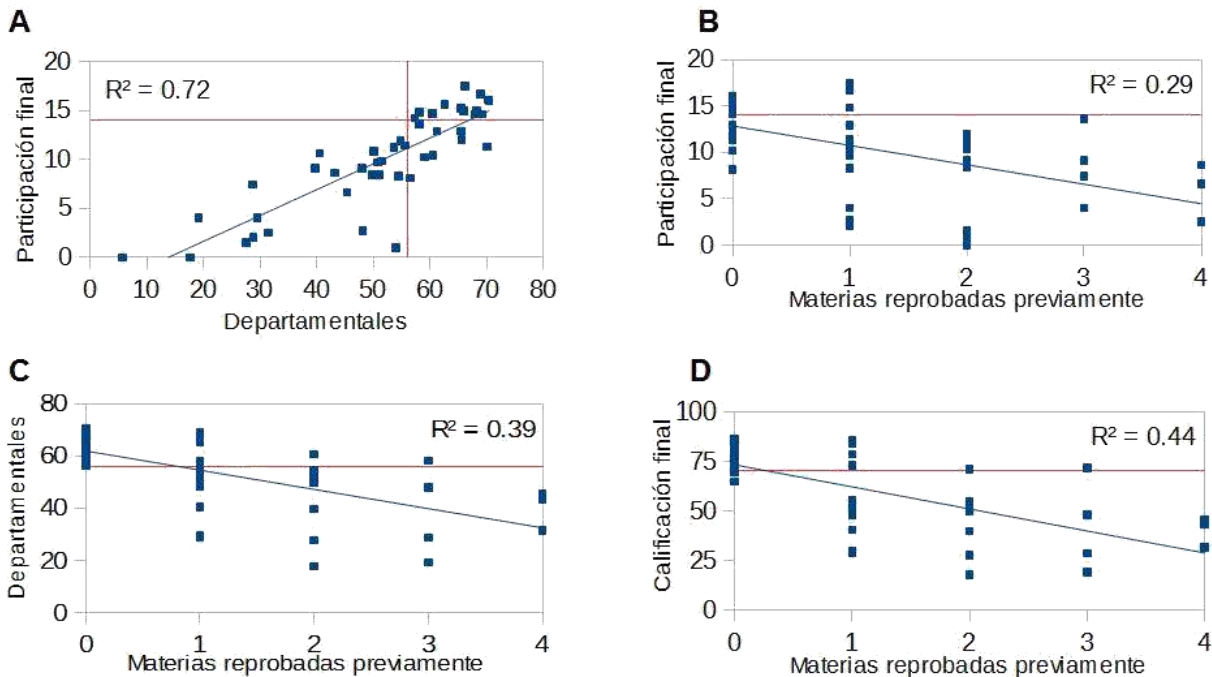 A
Participación final
20
15
10
5
0
R² = 0.72
0 10 20 30 40 50 60 70 80
Departamentales
B
Participación final
20
15
10
5
0
R² = 0.29
0 1 2 3 4
Materias reprobadas previamente
C
Departamentales
80
60
40
20
0
R² = 0.39
0 1 2 3 4
Materias reprobadas previamente
D
Calificación final
100
75
50
25
0
R² = 0.44
0 1 2 3 4
Materias reprobadas previamente